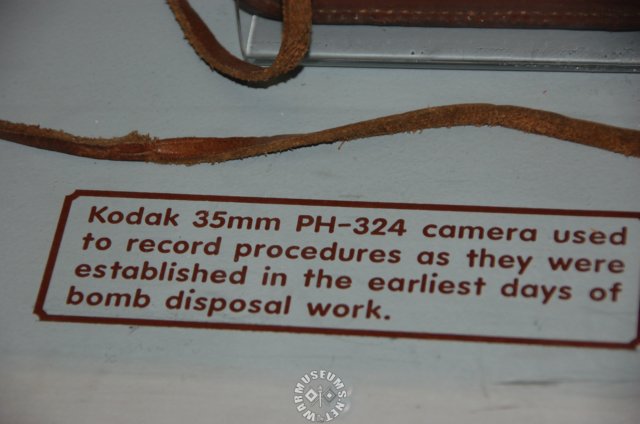 Kodak 35mm PH-324 camera used
to record procedures as they were
established in the earliest days of
bomb disposal work.
WARMUSEUMS.NET